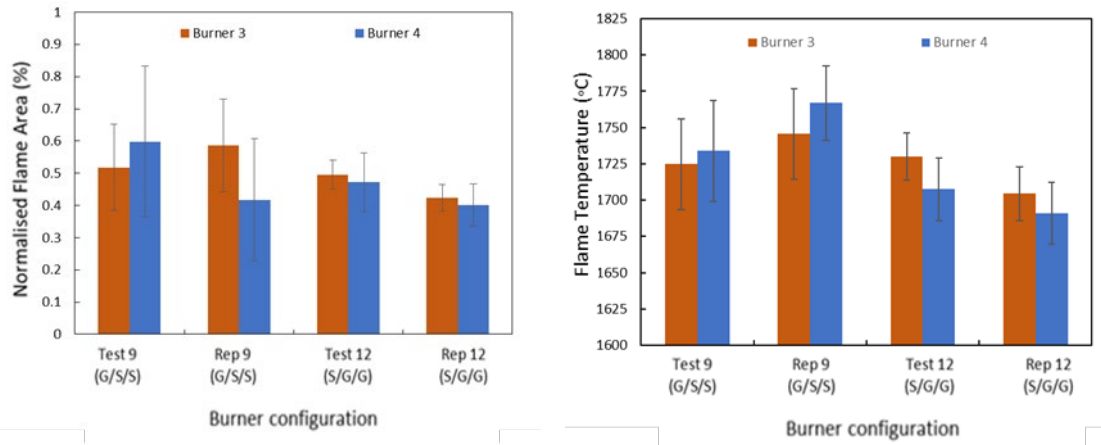 Normalised Flame Area (%)
1
0.9
0.8
0.7
0.6
0.5
0.4
0.3
0.2
0.1
0
Burner 3 Burner 4
Test 9 Rep 9 Test 12 Rep 12
(G/S/S) (G/S/S) (S/G/G) (S/G/G)
Burner configuration
Flame Temperature (°C)
1825
1800
1775
1750
1725
1700
1675
1650
1625
1600
Burner 3 Burner 4
Test 9 Rep 9 Test 12 Rep 12
(G/S/S) (G/S/S) (S/G/G) (S/G/G)
Burner configuration